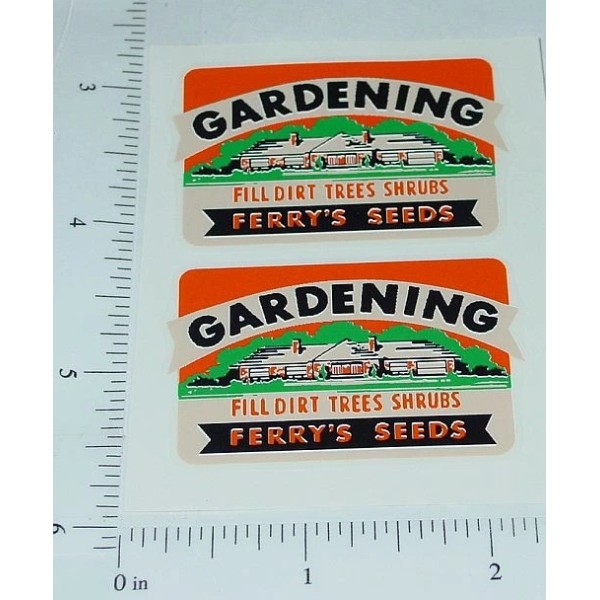 GARDENING
FILL DIRT TREES SHRUBS
FERRY'S SEEDS
GARDENING
FILL DIRT TREES SHRUBS
FERRY'S SEEDS
3
4
5
6
0 in
1
2